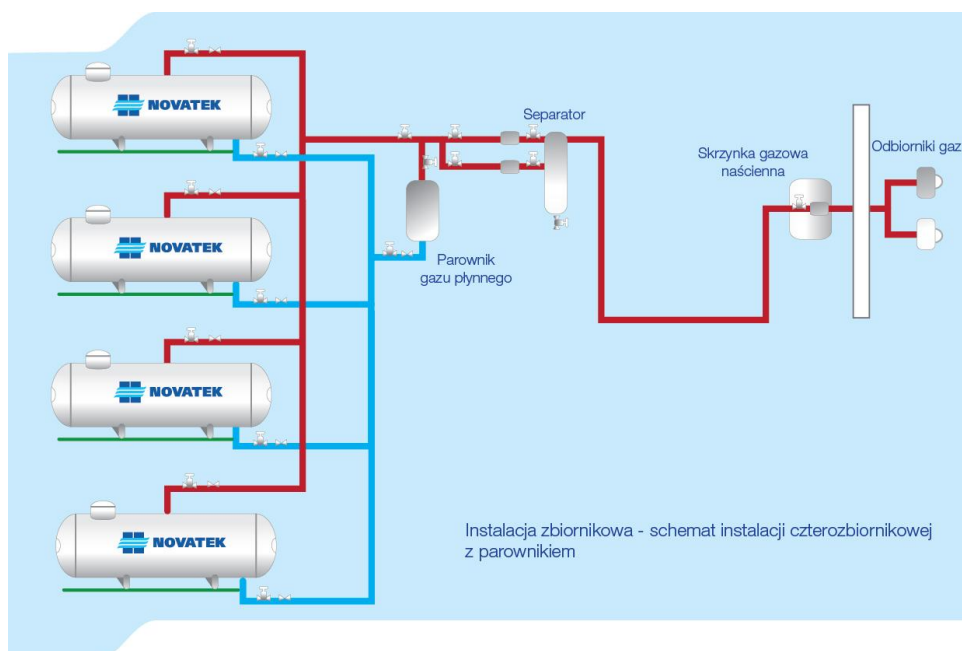 NOVATEK
NOVATEK
NOVATEK
NOVATEK
Separator
Skrzynka gazowa
naścienna
Odbiorniki gaz
Parownik
gazu płynnego
Instalacja zbiornikowa - schemat instalacji czterozbiornikowej
z parownikiem